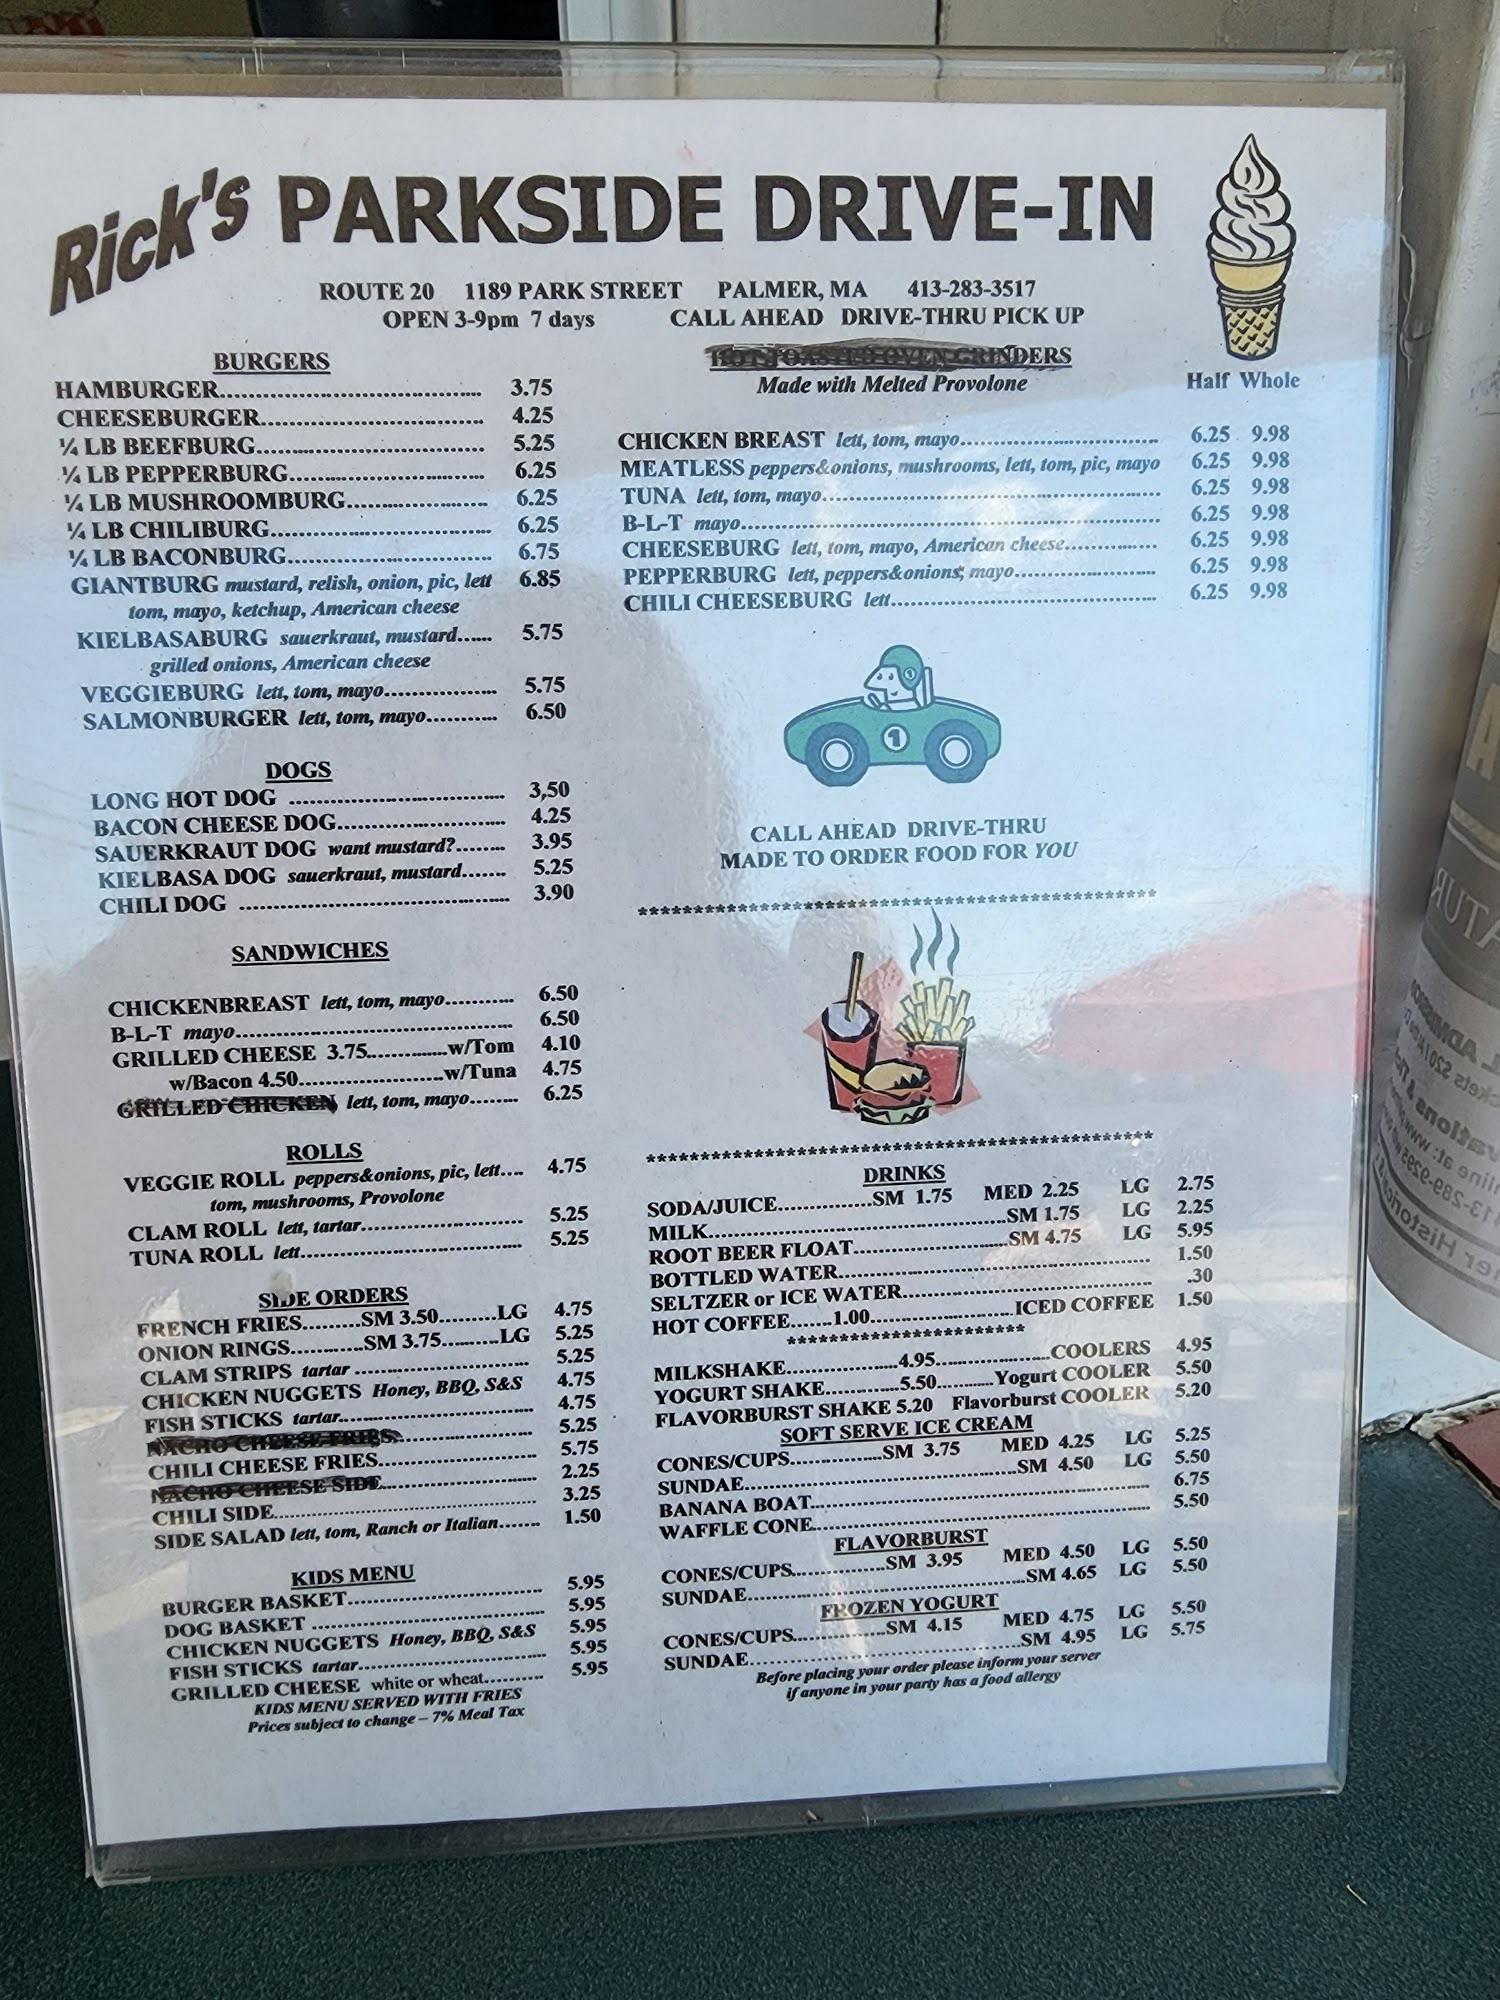 Rick's PARKSIDE DRIVE-IN
ROUTE 20 1189 PARK STREET PALMER, MA 413-283-3517
OPEN 3-9pm 7 days CALL AHEAD DRIVE-THRU PICK UP
BURGERS
HAMBURGER 3.75
CHEESEBURGER 4.25
¼ LB BEEFBURG 5.25
¼ LB PEPPERBURG 6.25
¼ LB MUSHROOMBURG 6.25
¼ LB CHILIBURG 6.25
¼ LB BACONBURG 6.75
GIANTBURG mustard, relish, onion, pic, lett 6.85
tom, mayo, ketchup, American cheese
KIELBASABURG sauerkraut, mustard 5.75
grilled onions, American cheese
VEGGIEBURG lett, tom, mayo 5.75
SALMONBURGER lett, tom, mayo 6.50
DOGS
LONG HOT DOG 3,50
BACON CHEESE DOG 4.25
SAUERKRAUT DOG want mustard? 3.95
KIELBASA DOG sauerkraut, mustard 5.25
CHILI DOG 3.90
SANDWICHES
CHICKENBREAST lett, tom, mayo 6.50
B-L-T mayo 6.50
GRILLED CHEESE 3.75 w/Tom 4.10
w/Bacon 4.50 w/Tuna 4.75
GRILLED CHICKEN lett, tom, mayo 6.25
ROLLS
VEGGIE ROLL peppers&onions, pic, lett.... 4.75
tom, mushrooms, Provolone
CLAM ROLL lett, tartar 5.25
TUNA ROLL lett 5.25
SIDE ORDERS
FRENCH FRIES SM 3.50 LG 4.75
ONION RINGS SM 3.75 LG 5.25
CLAM STRIPS tartar 5.25
CHICKEN NUGGETS Honey, BBQ, S&S 4.75
FISH STICKS tartar 4.75
NACHO CHEESE FRIES 5.25
CHILI CHEESE FRIES 5.75
NACHO CHEESE SIDE 2.25
CHILI SIDE 3.25
SIDE SALAD lett, tom, Ranch or Italian 1.50
KIDS MENU
BURGER BASKET 5.95
DOG BASKET 5.95
CHICKEN NUGGETS Honey, BBQ, S&S 5.95
FISH STICKS tartar 5.95
GRILLED CHEESE white or wheat 5.95
KIDS MENU SERVED WITH FRIES
Prices subject to change – 7% Meal Tax
HOT TOASTED OVEN GRINDERS
Made with Melted Provolone
Half Whole
CHICKEN BREAST lett, tom, mayo 6.25 9.98
MEATLESS peppers&onions, mushrooms, lett, tom, pic, mayo 6.25 9.98
TUNA lett, tom, mayo 6.25 9.98
B-L-T mayo 6.25 9.98
CHEESEBURG lett, tom, mayo, American cheese 6.25 9.98
PEPPERBURG lett, peppers&onions, mayo 6.25 9.98
CHILI CHEESEBURG lett 6.25 9.98
1
1
CALL AHEAD DRIVE-THRU
MADE TO ORDER FOOD FOR YOU
DRINKS
SODA/JUICE SM 1.75 MED 2.25 LG 2.75
MILK SM 1.75 LG 2.25
ROOT BEER FLOAT SM 4.75 LG 5.95
BOTTLED WATER 1.50
SELTZER or ICE WATER .30
HOT COFFEE 1.00 ICED COFFEE 1.50
MILKSHAKE 4.95 COOLERS 4.95
YOGURT SHAKE 5.50 Yogurt COOLER 5.50
FLAVORBURST SHAKE 5.20 Flavorburst COOLER 5.20
SOFT SERVE ICE CREAM
CONES/CUPS SM 3.75 MED 4.25 LG 5.25
SUNDAE SM 4.50 LG 5.50
BANANA BOAT 6.75
WAFFLE CONE 5.50
FLAVORBURST
CONES/CUPS SM 3.95 MED 4.50 LG 5.50
SUNDAE SM 4.65 LG 5.50
FROZEN YOGURT
CONES/CUPS SM 4.15 MED 4.75 LG 5.50
SUNDAE SM 4.95 LG 5.75
Before placing your order please inform your server
if anyone in your party has a food allergy